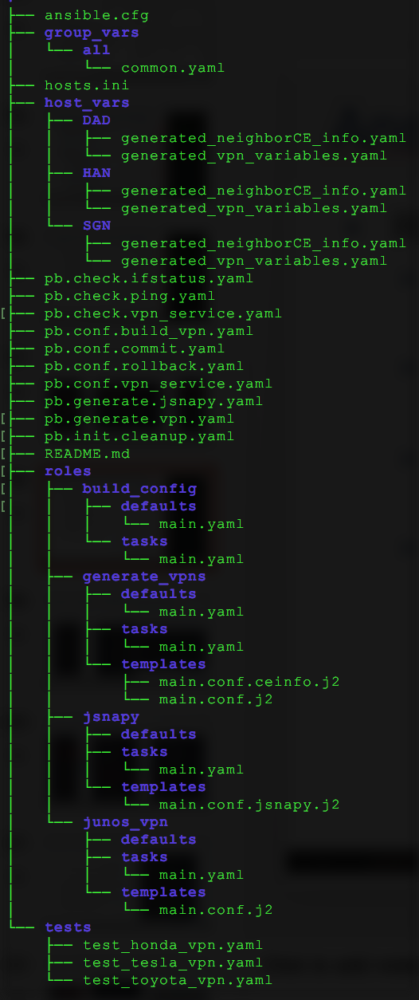 ├── ansible.cfg
├── group_vars
│   └── all
│       └── common.yaml
├── hosts.ini
├── host_vars
│   ├── DAD
│   │   ├── generated_neighborCE_info.yaml
│   │   └── generated_vpn_variables.yaml
│   ├── HAN
│   │   ├── generated_neighborCE_info.yaml
│   │   └── generated_vpn_variables.yaml
│   └── SGN
│       ├── generated_neighborCE_info.yaml
│       └── generated_vpn_variables.yaml
├── pb.check.ifstatus.yaml
├── pb.check.ping.yaml
[├── pb.check.vpn_service.yaml
├── pb.conf.build_vpn.yaml
├── pb.conf.commit.yaml
├── pb.conf.rollback.yaml
├── pb.conf.vpn_service.yaml
├── pb.generate.jsnapy.yaml
[├── pb.generate.vpn.yaml
[├── pb.init.cleanup.yaml
[├── README.md
[├── roles
[│   ├── build_config
[│   │   ├── defaults
│   │   │   └── main.yaml
│   │   └── tasks
│   │       └── main.yaml
│   ├── generate_vpns
│   │   ├── defaults
│   │   │   └── main.yaml
│   │   ├── tasks
│   │   │   └── main.yaml
│   │   └── templates
│   │       ├── main.conf.ceinfo.j2
│   │       └── main.conf.j2
│   ├── jsnapy
│   │   ├── defaults
│   │   ├── tasks
│   │   │   └── main.yaml
│   │   └── templates
│   │       └── main.conf.jsnapy.j2
│   └── junos_vpn
│       ├── defaults
│       ├── tasks
│       │   └── main.yaml
│       └── templates
│           └── main.conf.j2
└── tests
    ├── test_honda_vpn.yaml
    ├── test_tesla_vpn.yaml
    └── test_toyota_vpn.yaml